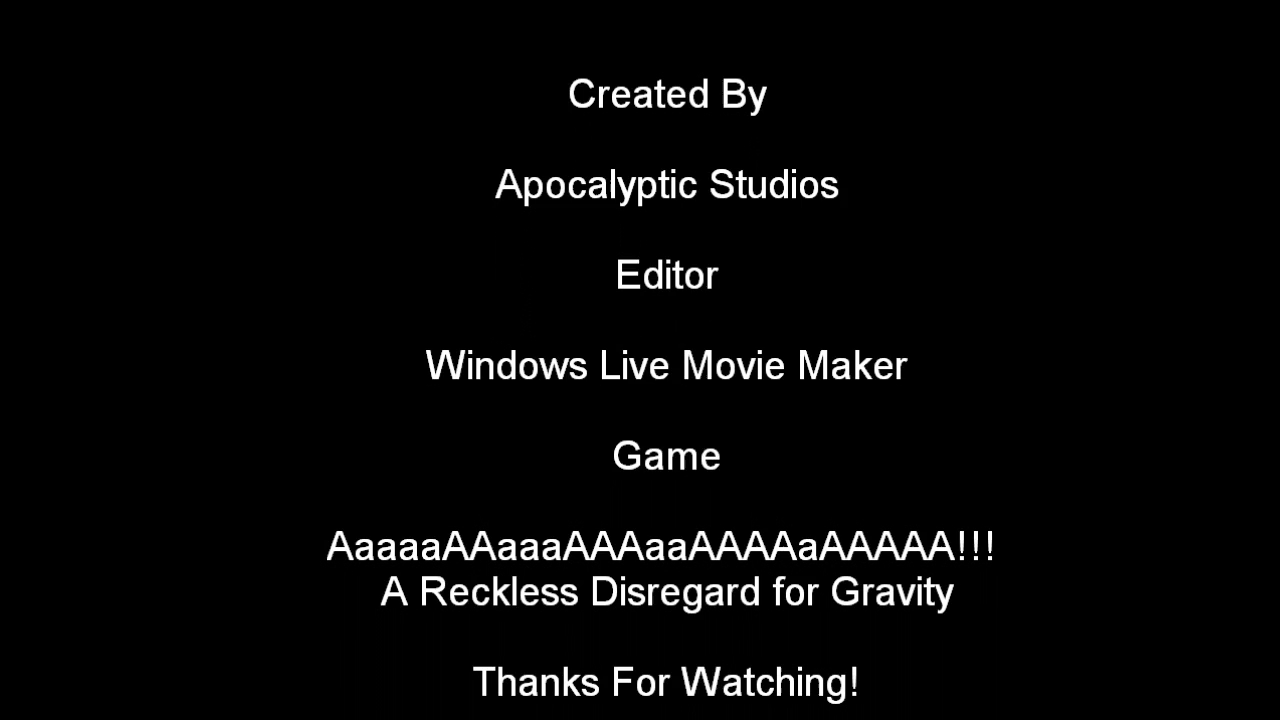 Created By
Apocalyptic Studios
Editor
Windows Live Movie Maker
Game
AaaaaAAaaaAAAaaAAAAaAAAAA!!!
A Reckless Disregard for Gravity
Thanks For Watching!